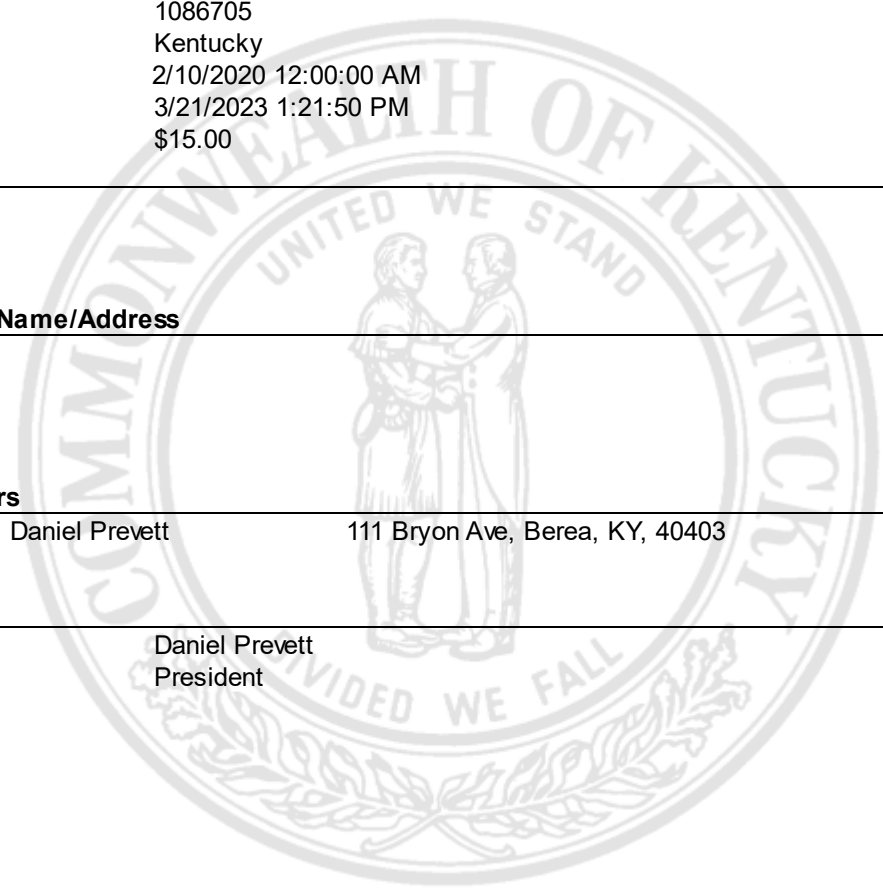 1086705
Kentucky
2/10/2020 12:00:00 AM
3/21/2023 1:21:50 PM
$15.00
COMMONWEALTH OF KENTUCKY
UNITED WE STAND
Name/Address
rs
Daniel Prevett 111 Bryon Ave, Berea, KY, 40403
Daniel Prevett
President
DIVIDED WE FALL